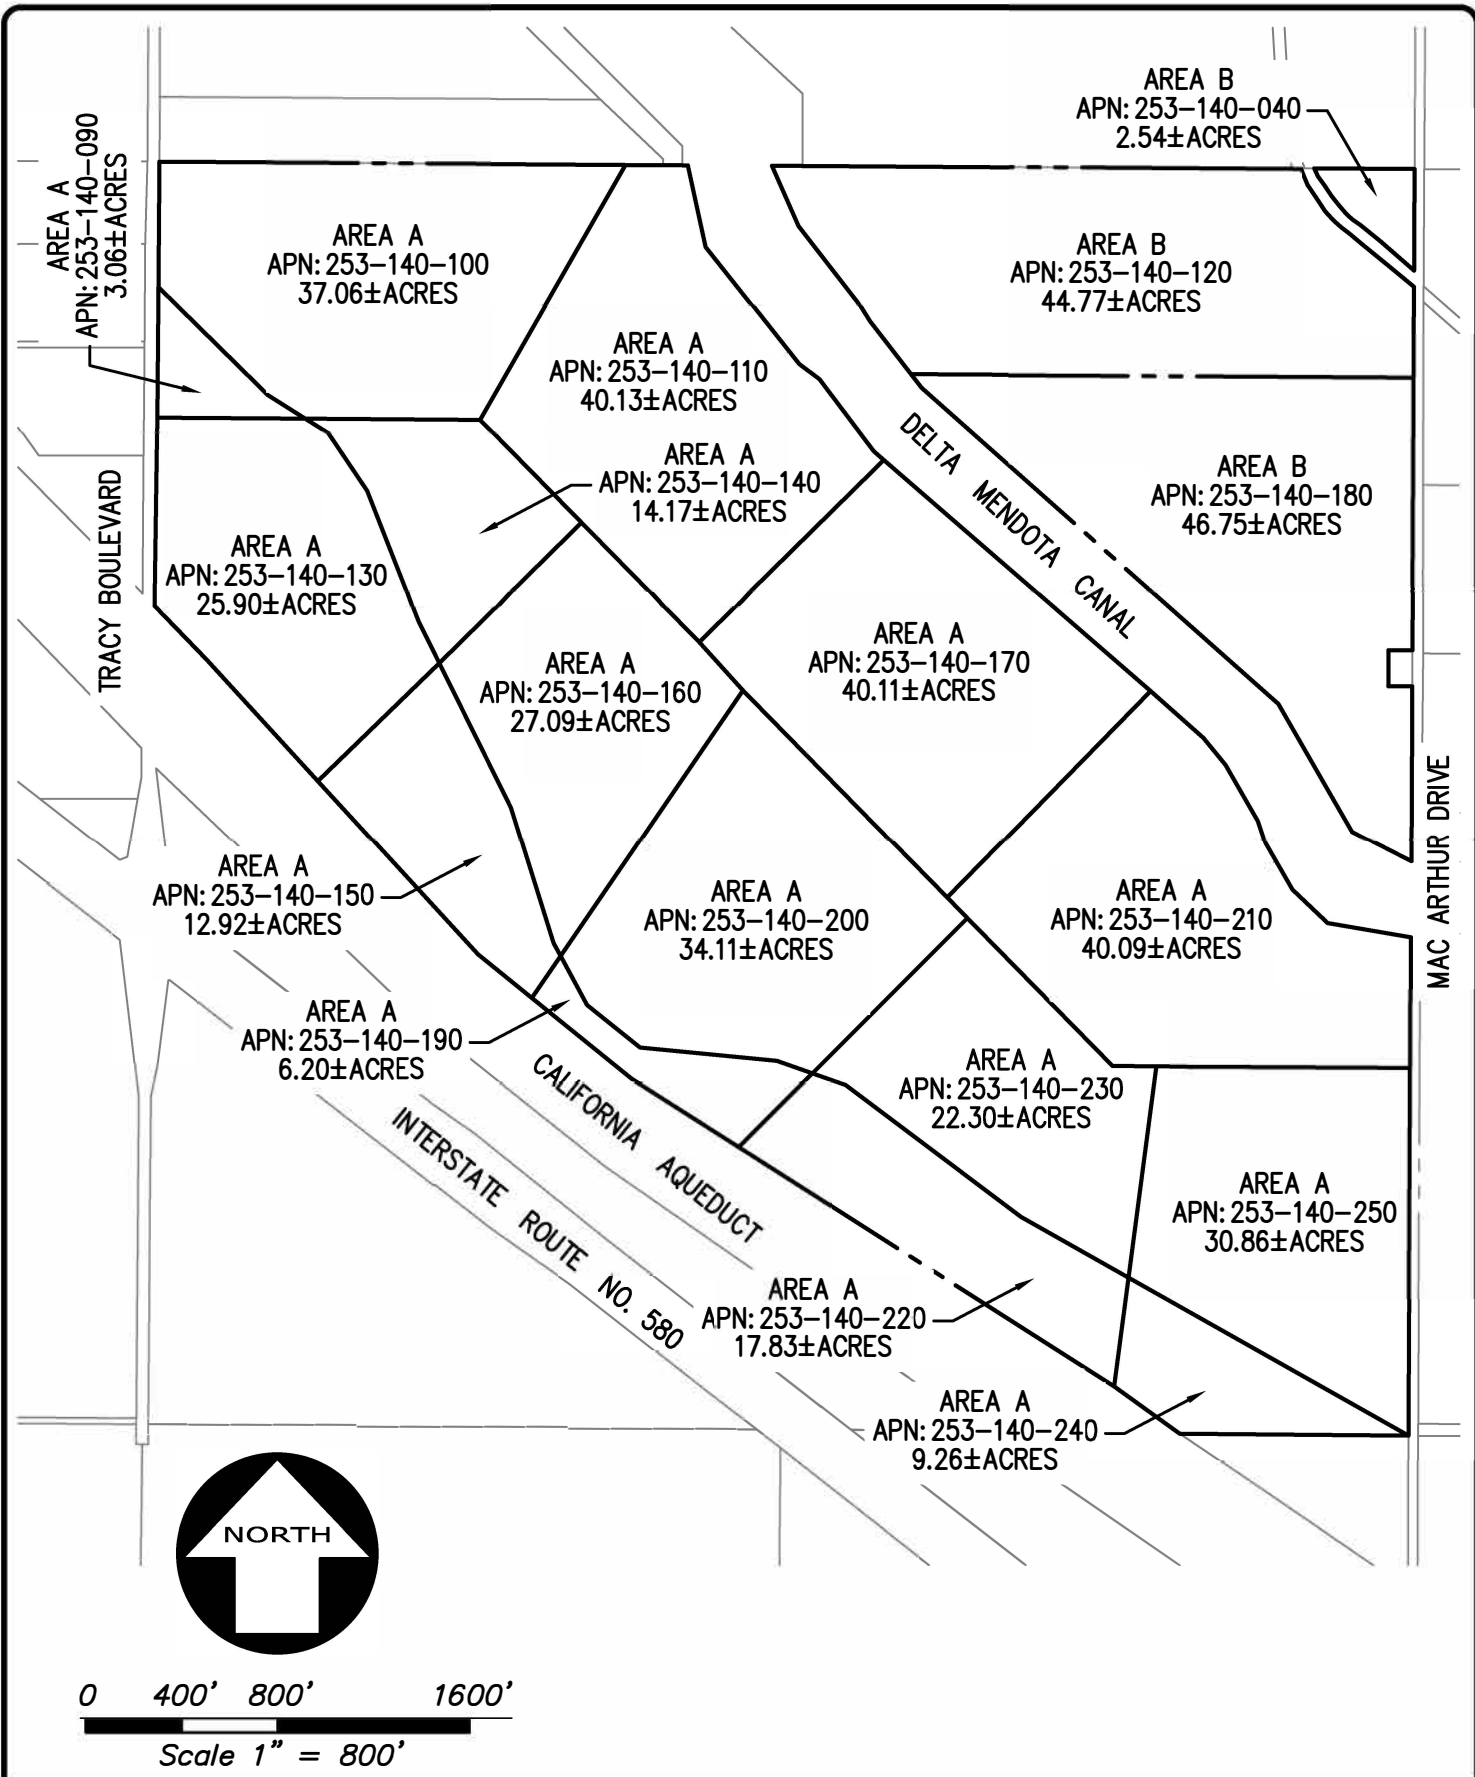 AREA B
APN: 253-140-040
2.54±ACRES
AREA A
APN: 253-140-090
3.06±ACRES
AREA A
APN: 253-140-100
37.06±ACRES
AREA B
APN: 253-140-120
44.77±ACRES
AREA A
APN: 253-140-110
40.13±ACRES
AREA A
APN: 253-140-140
14.17±ACRES
DELTA MENDOTA CANAL
AREA B
APN: 253-140-180
46.75±ACRES
TRACY BOULEVARD
AREA A
APN: 253-140-130
25.90±ACRES
AREA A
APN: 253-140-160
27.09±ACRES
AREA A
APN: 253-140-170
40.11±ACRES
MAC ARTHUR DRIVE
AREA A
APN: 253-140-150
12.92±ACRES
AREA A
APN: 253-140-200
34.11±ACRES
AREA A
APN: 253-140-210
40.09±ACRES
AREA A
APN: 253-140-190
6.20±ACRES
CALIFORNIA AQUEDUCT
INTERSTATE ROUTE NO. 580
AREA A
APN: 253-140-230
22.30±ACRES
AREA A
APN: 253-140-250
30.86±ACRES
AREA A
APN: 253-140-220
17.83±ACRES
AREA A
APN: 253-140-240
9.26±ACRES
NORTH
0 400' 800' 1600'
Scale 1" = 800'